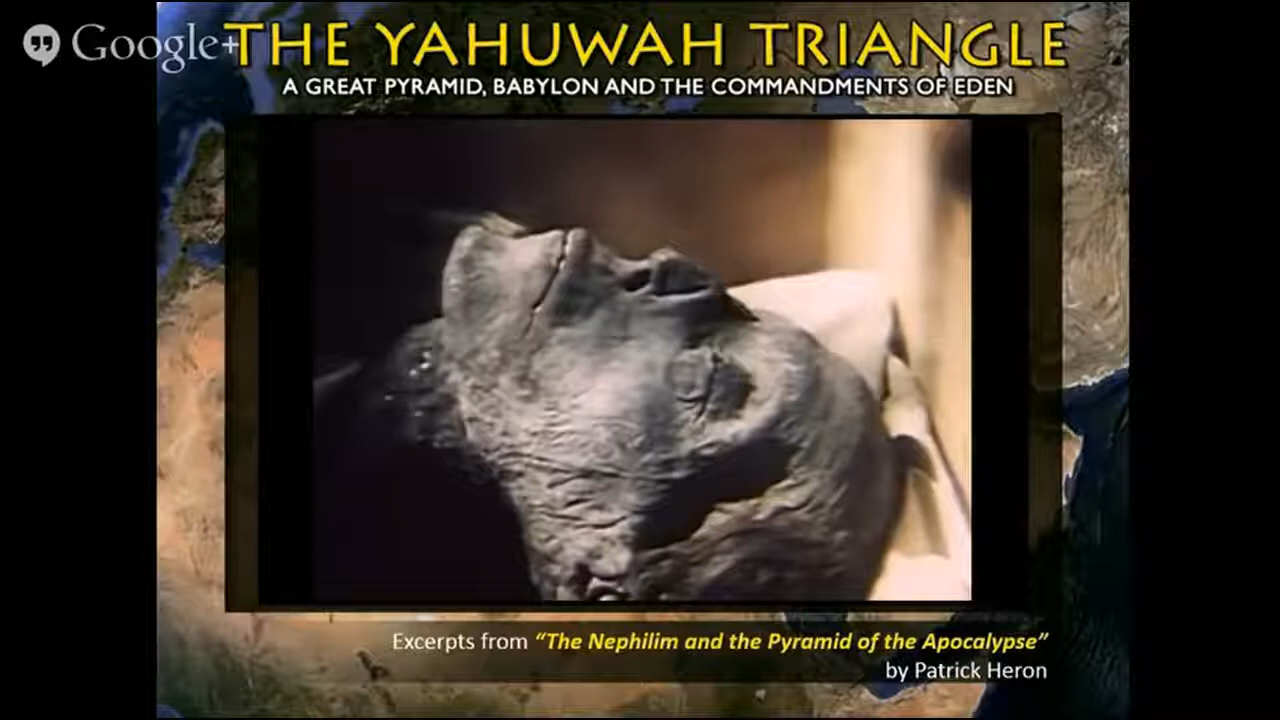 Google+
THE YAHUWAH TRIANGLE
A GREAT PYRAMID, BABYLON AND THE COMMANDMENTS OF EDEN
Excerpts from “The Nephilim and the Pyramid of the Apocalypse”
by Patrick Heron